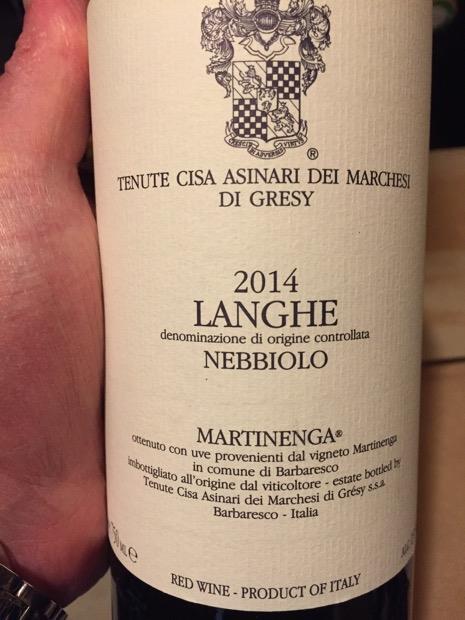 ®
TENUTE CISA ASINARI DEI MARCHESI
DI GRESY
2014
LANGHE
denominazione di origine controllata
NEBBIOLO
MARTINENGA®
ottenuto con uve provenienti dal vigneto Martinenga
in comune di Barbaresco
imbottigliato all'origine dal viticoltore - estate bottled by
Tenute Cisa Asinari dei Marchesi di Grésy s.s.a.
Barbaresco - Italia
750 ML e
RED WINE - PRODUCT OF ITALY